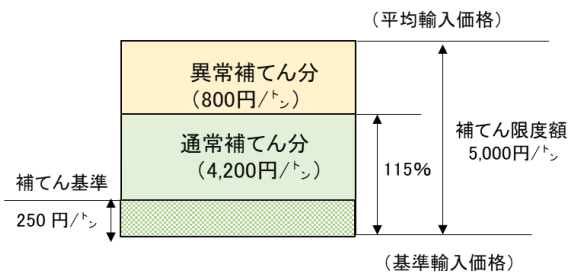 （平均輸入価格）
異常補てん分
（800円/㌧）
通常補てん分
（4,200円/㌧）
補てん限度額
5,000円/㌧
115%
補てん基準
250 円/㌧
（基準輸入価格）